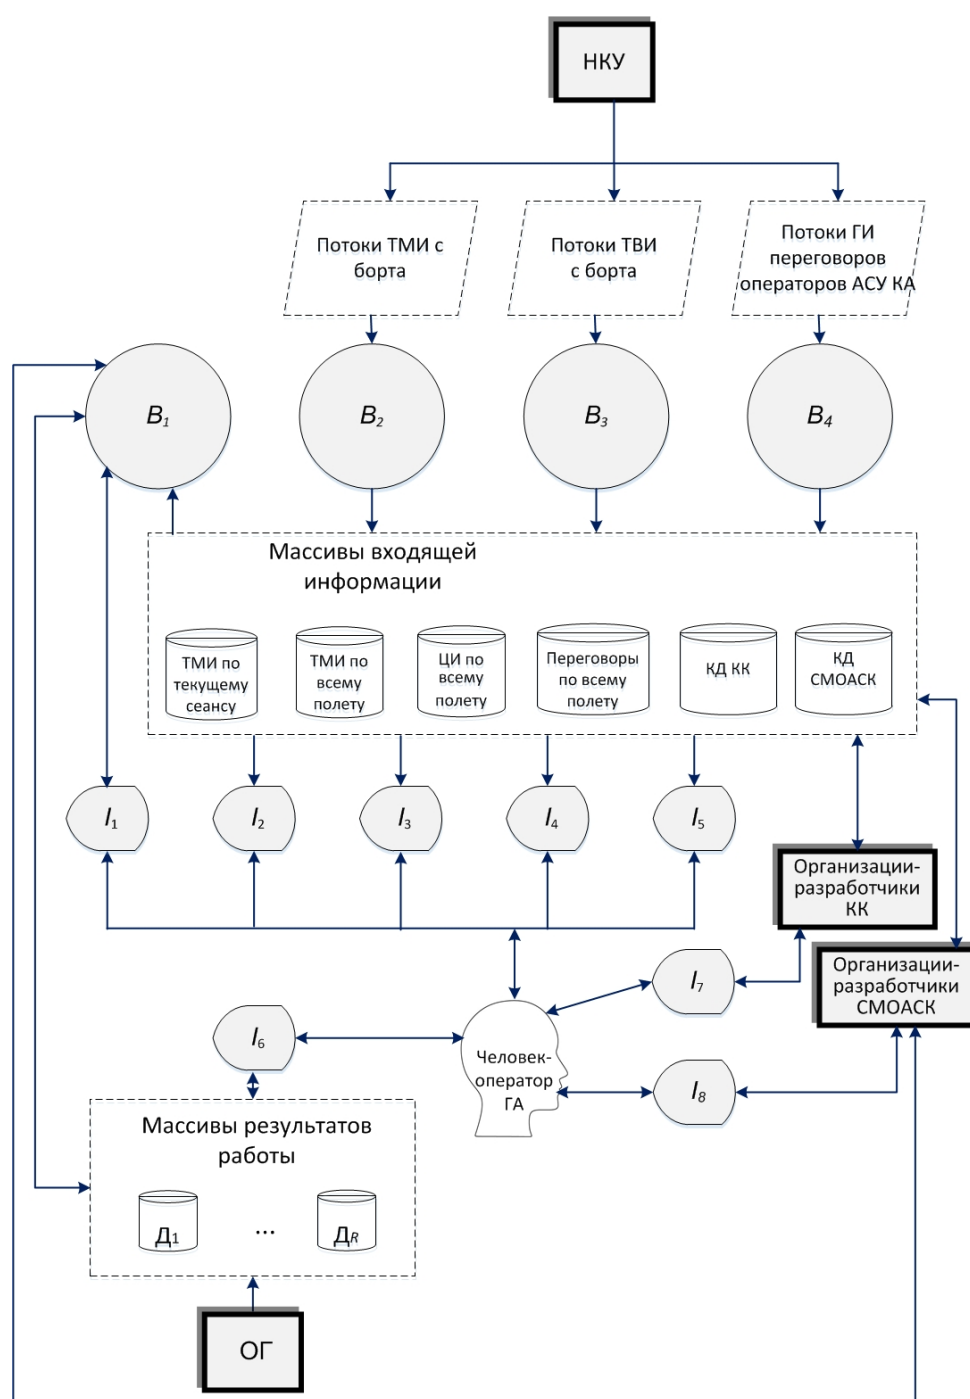 НКУ
Потоки ТМИ с
борта
Потоки ТВИ
с борта
Потоки ГИ
переговоров
операторов АСУ КА
B1
B2
B3
B4
Массивы входящей
информации
ТМИ по
текущему
сеансу
ТМИ по
всему
полету
ЦИ по
всему
полету
Переговоры
по всему
полету
КД КК
КД
СМОАСК
I1
I2
I3
I4
I5
Организации-
разработчики
КК
Организации-
разработчики
СМОАСК
I7
I6
Человек-
оператор
ГА
I8
Массивы результатов
работы
Д1
...
ДR
ОГ